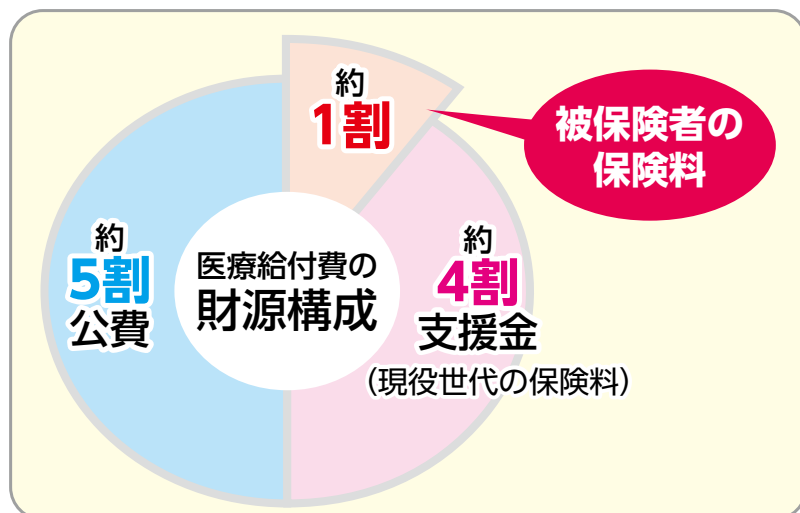 約
1割
被保険者の
保険料
約
5割
公費
医療給付費の
財源構成
約
4割
支援金
（現役世代の保険料）